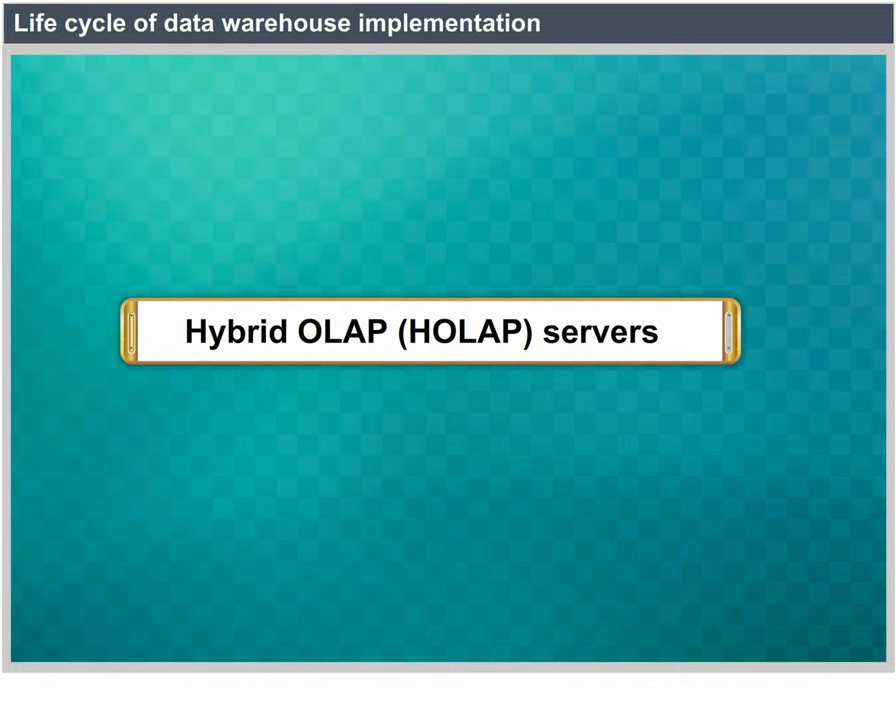 Life cycle of data warehouse implementation
Hybrid OLAP (HOLAP) servers